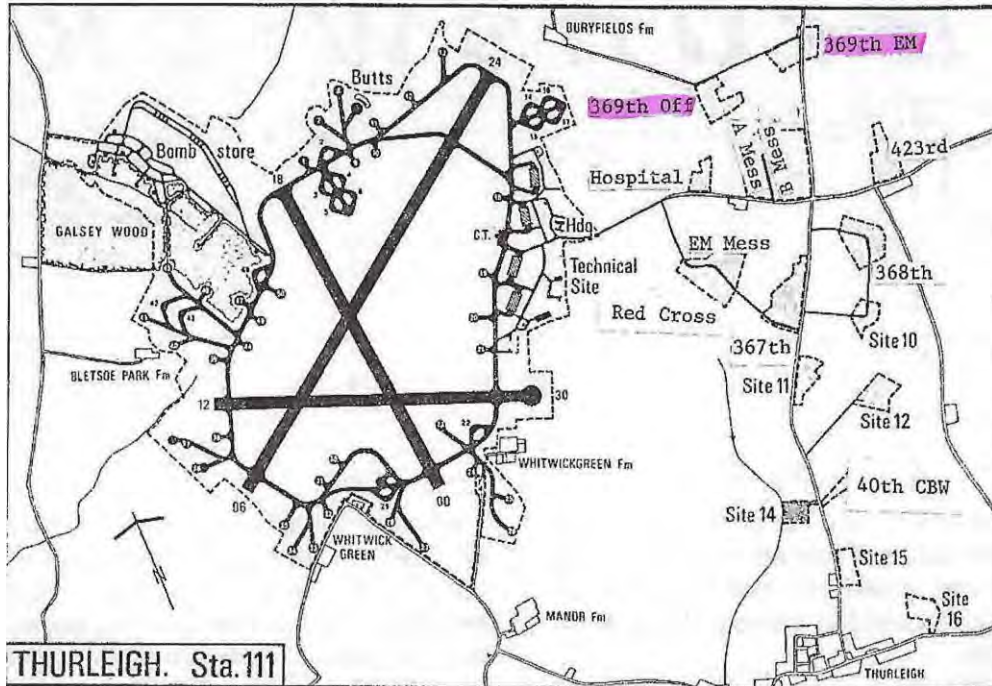 BURYFIELDS Fm
369th EM
24
Butts
369th Off
Bomb store
A Mess
B Mess
423rd
18
Hospital
GALSEY WOOD
C.T.
Hdq
EM Mess
Technical Site
368th
Red Cross
367th
Site 10
BLETSOE PARK Fm
Site 11
12
30
Site 12
22
WHITWICKGREEN Fm
40th CBW
06
00
Site 14
WHITWICK GREEN
Site 15
MANOR Fm
Site 16
THURLEIGH. Sta.111
THURLEIGH